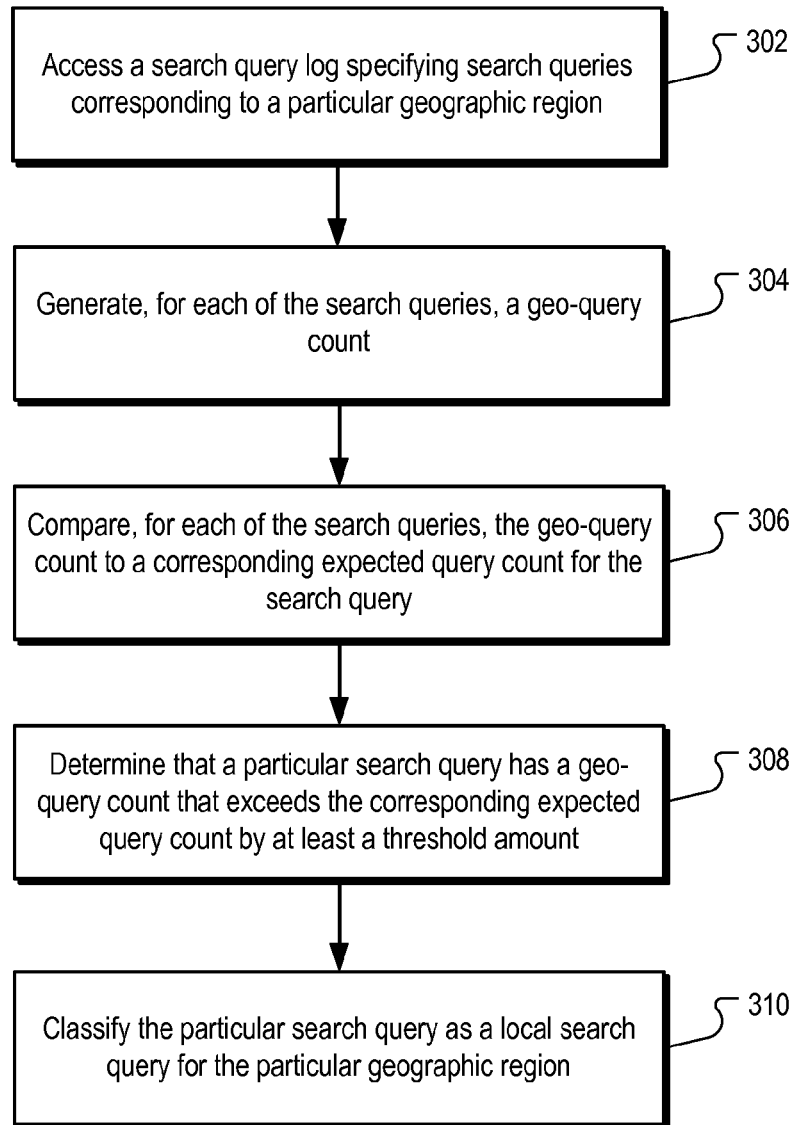 Access a search query log specifying search queries
corresponding to a particular geographic region
302
Generate, for each of the search queries, a geo-query
count
304
Compare, for each of the search queries, the geo-query
count to a corresponding expected query count for the
search query
306
Determine that a particular search query has a geo-
query count that exceeds the corresponding expected
query count by at least a threshold amount
308
Classify the particular search query as a local search
query for the particular geographic region
310